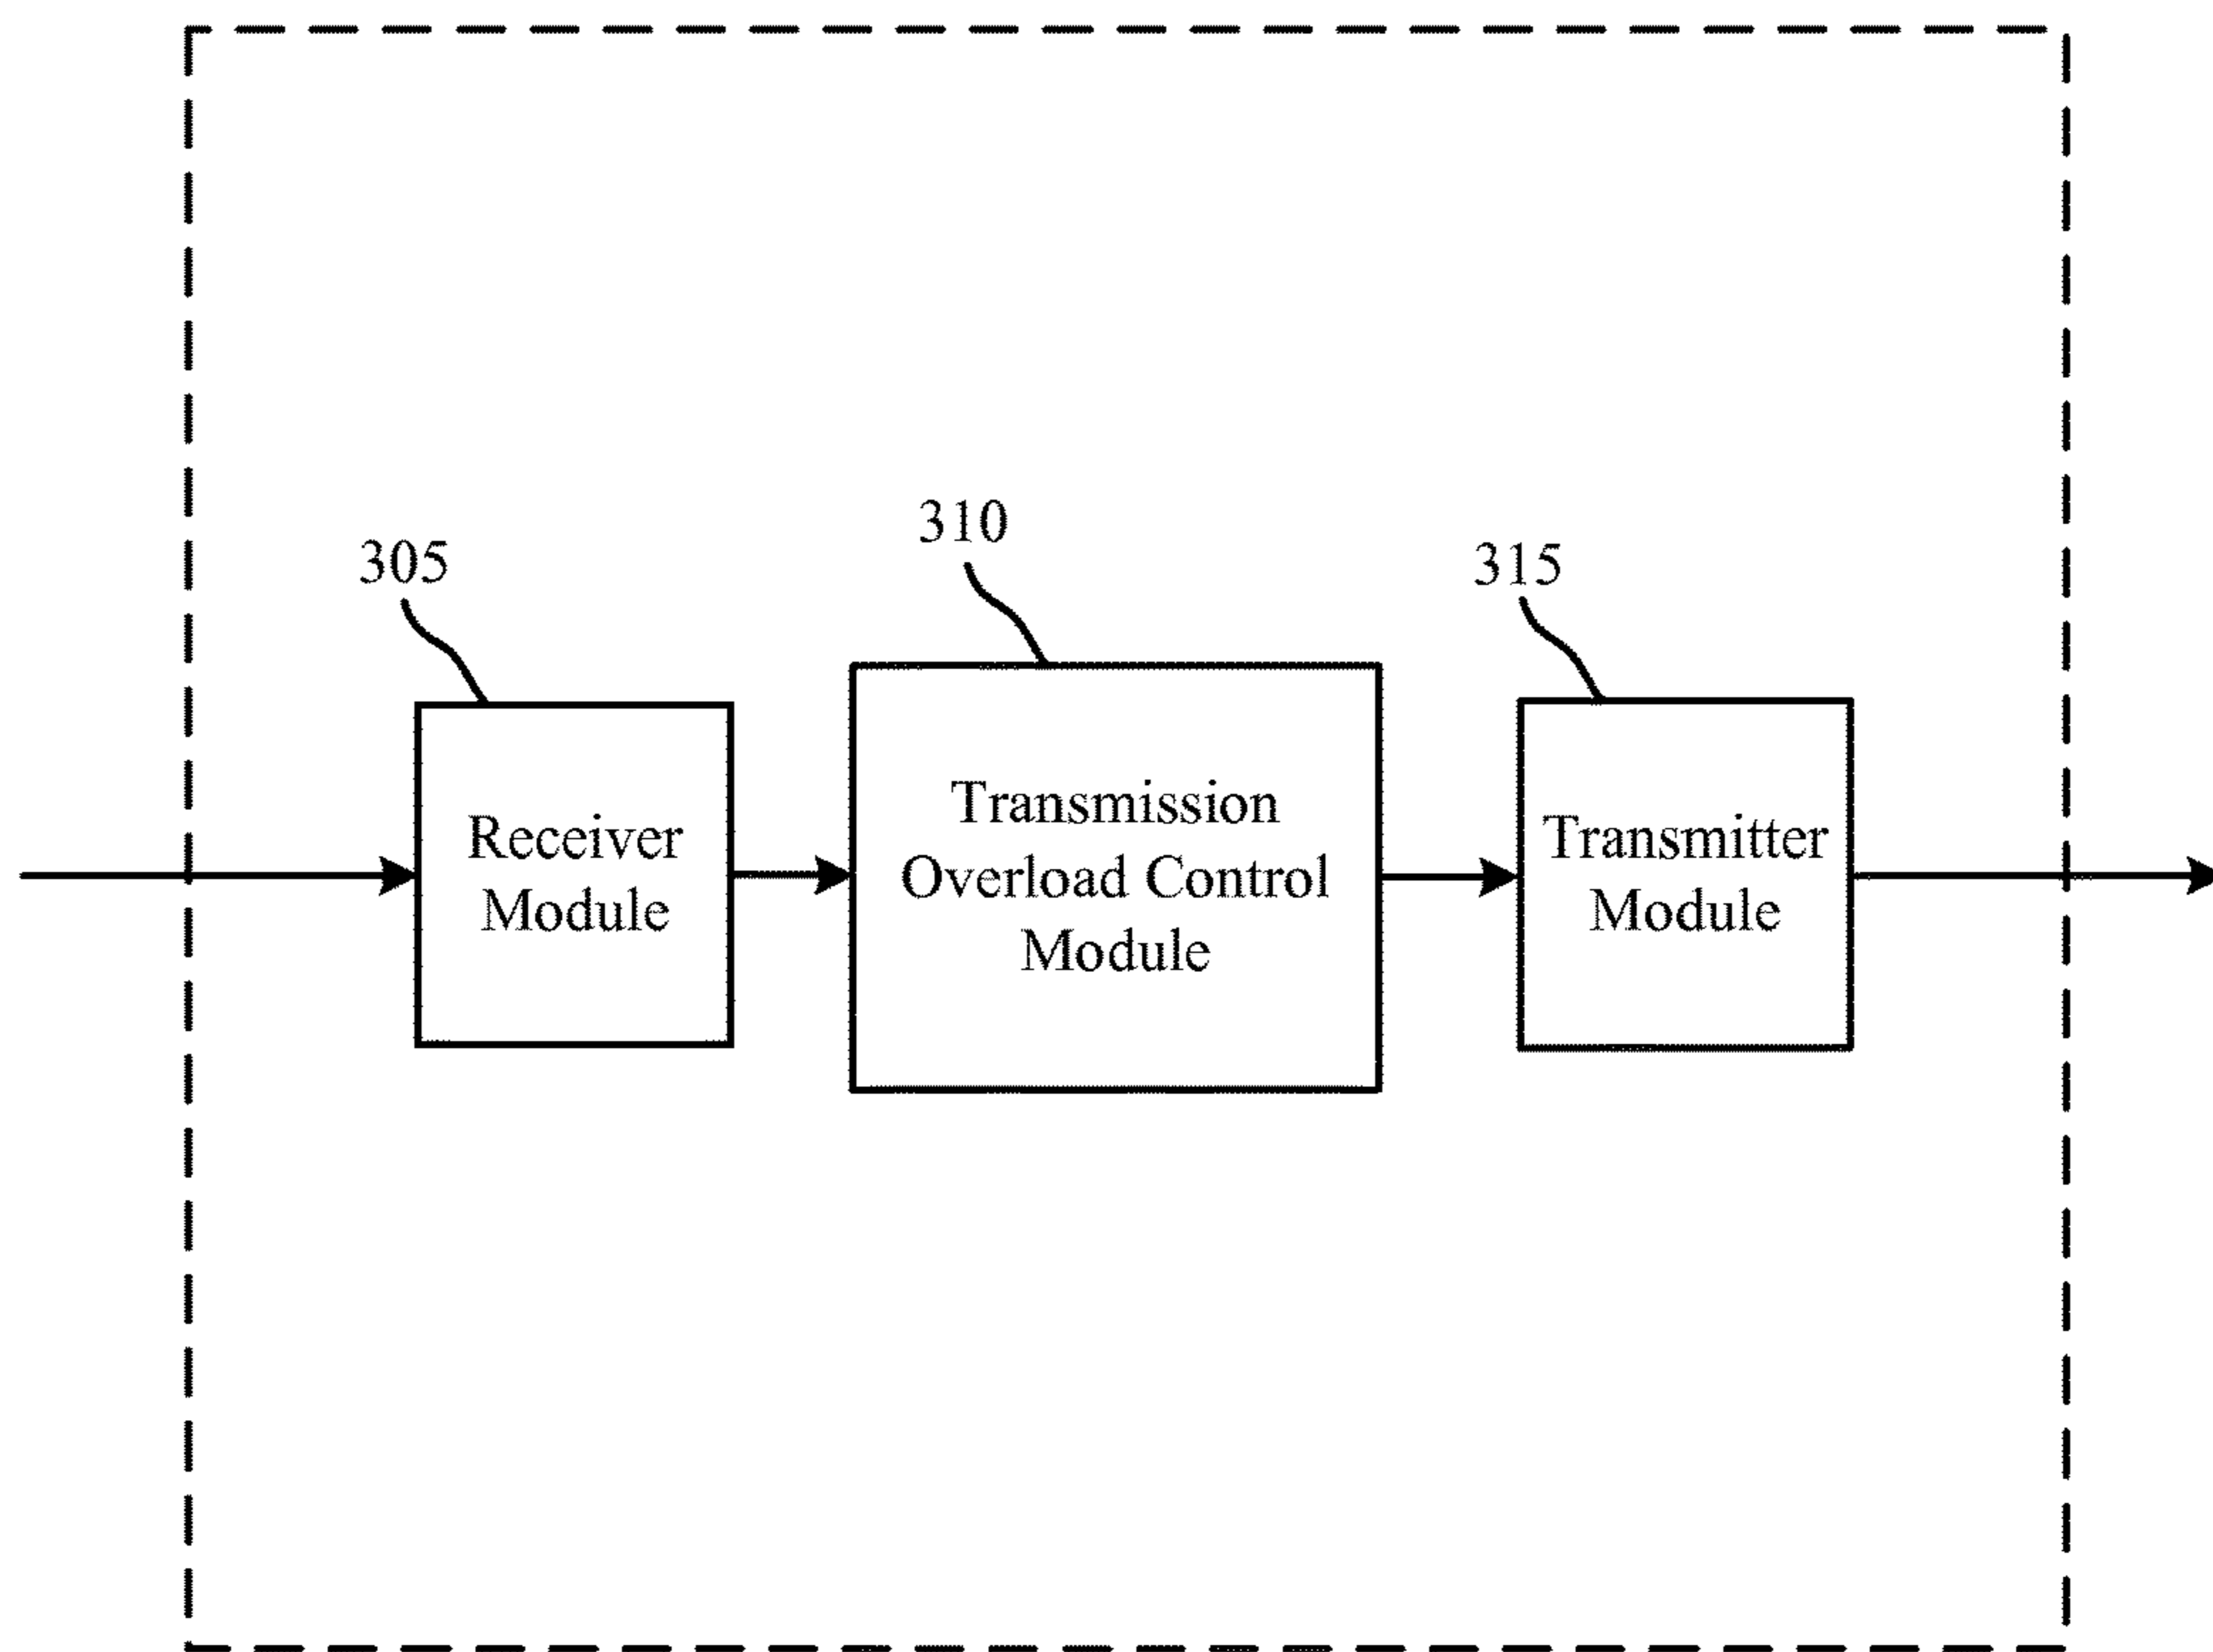 310
305
315
Receiver
Module
Transmission
Overload Control
Module
Transmitter
Module